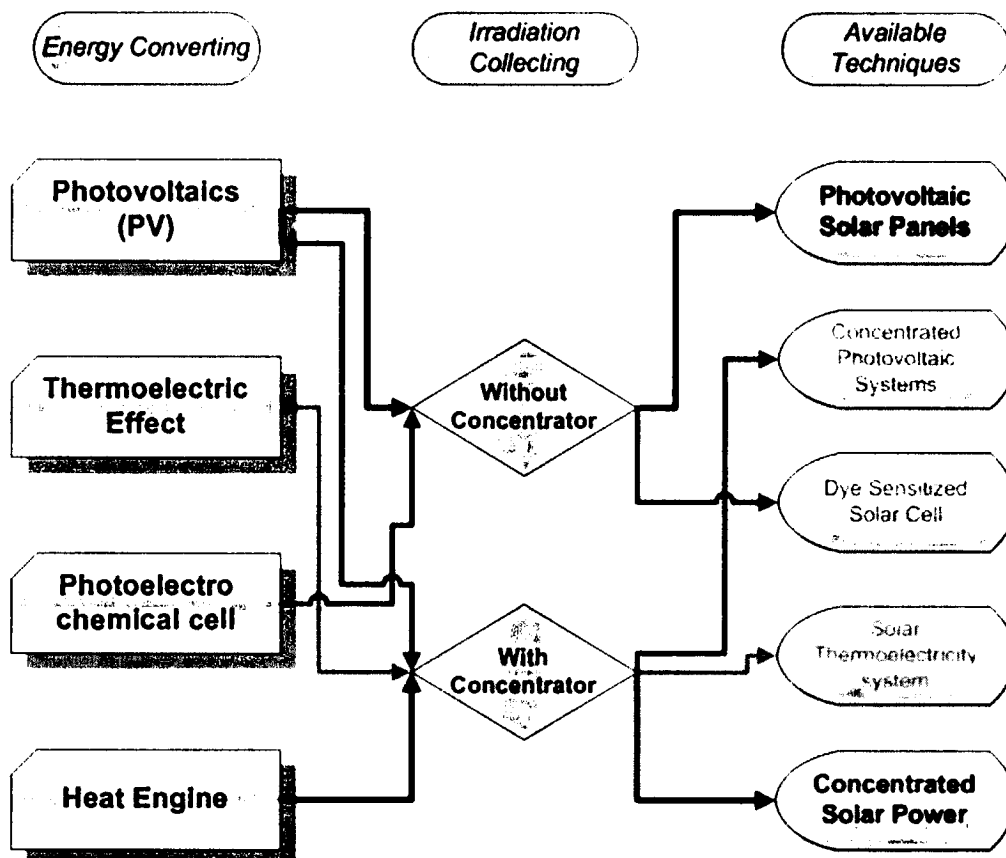 Energy Converting
Irradiation
Collecting
Available
Techniques
Photovoltaics
(PV)
Thermoelectric
Effect
Photoelectro
chemical cell
Heat Engine
Without
Concentrator
With
Concentrator
Photovoltaic
Solar Panels
Concentrated
Photovoltaic
Systems
Dye Sensitized
Solar Cell
Solar
Thermoelectricity
system
Concentrated
Solar Power